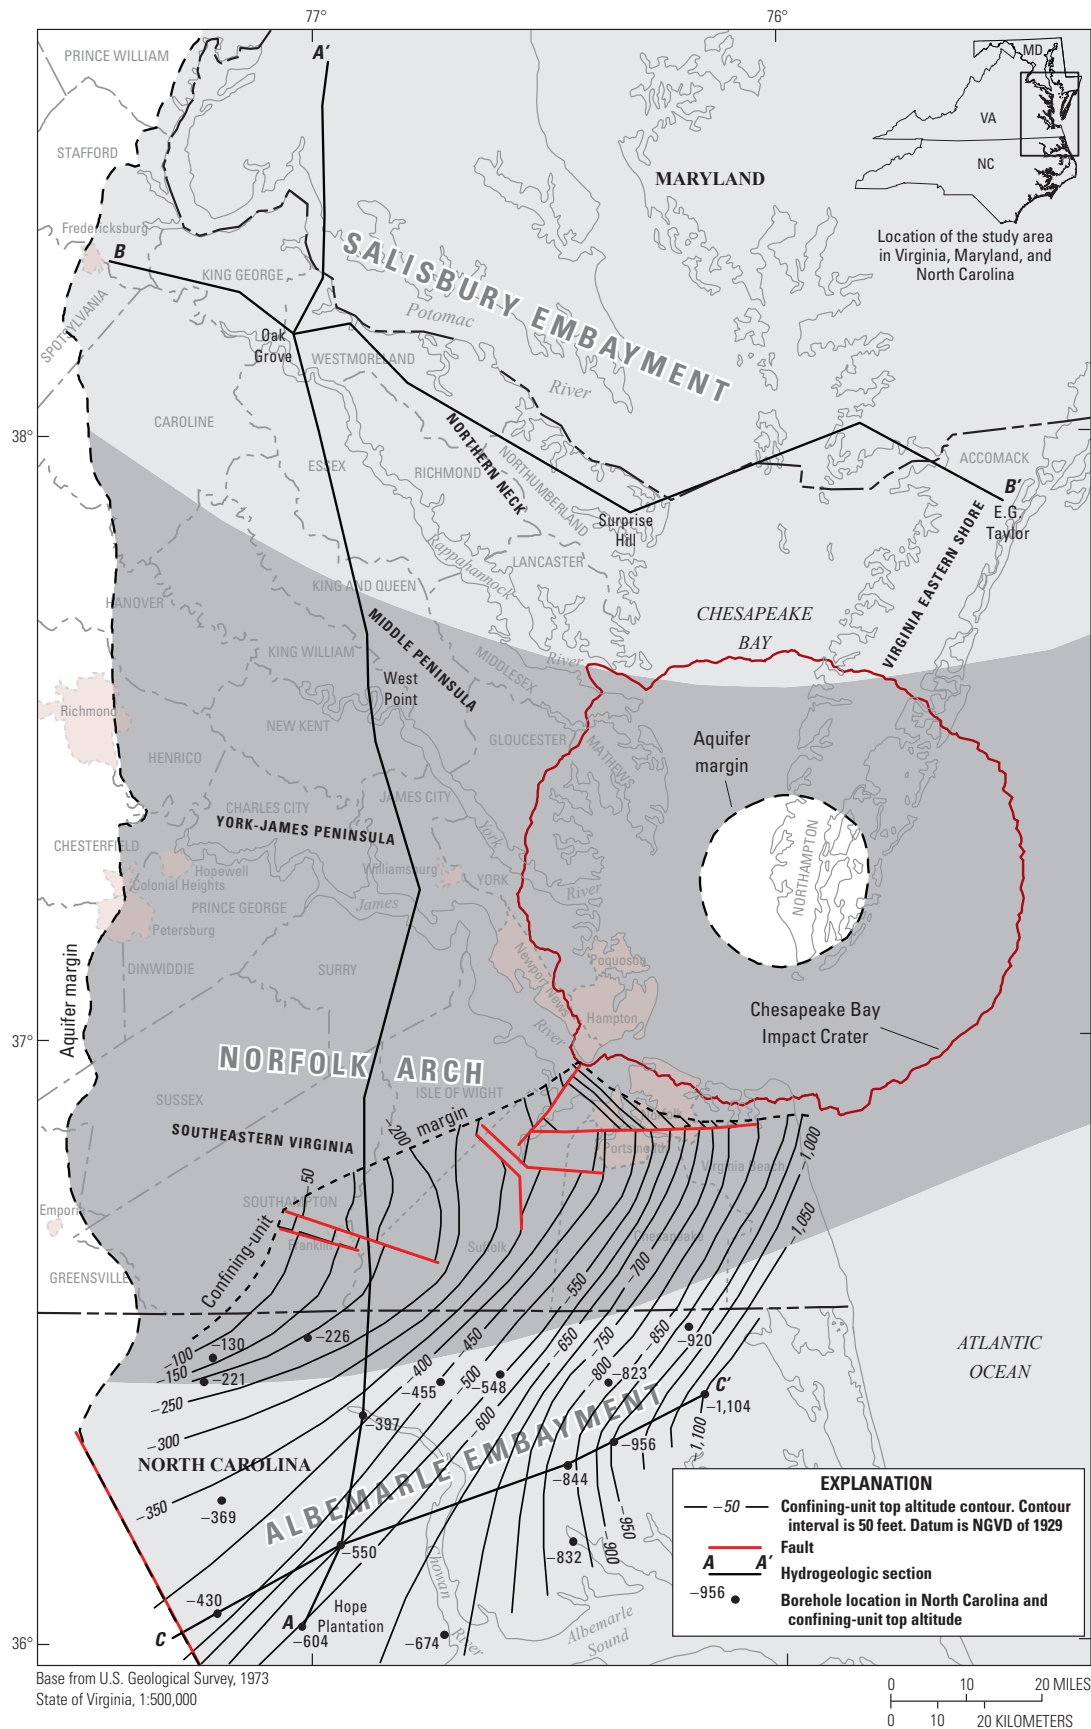 77°
76°
A'
PRINCE WILLIAM
MD
VA
NC
STAFFORD
MARYLAND
Fredericksburg
B
SALISBURY EMBAYMENT
Location of the study area
in Virginia, Maryland, and
North Carolina
KING GEORGE
SPOTSYLVANIA
Potomac
River
Oak
Grove
WESTMORELAND
CAROLINE
38°
ESSEX
NORTHERN NECK
RICHMOND
NORTHUMBERLAND
ACCOMACK
B'
E.G.
Taylor
Surprise
Hill
Rappahannock
River
LANCASTER
VIRGINIA EASTERN SHORE
KING AND QUEEN
HANOVER
MIDDLE PENINSULA
CHESAPEAKE
BAY
KING WILLIAM
MIDDLESEX
West
Point
Richmond
NEW KENT
GLOUCESTER
MATHEWS
Aquifer
margin
HENRICO
JAMES CITY
CHARLES CITY
YORK-JAMES PENINSULA
York
River
CHESTERFIELD
Hopewell
Colonial Heights
Williamsburg
YORK
NORTHAMPTON
PRINCE GEORGE
James
River
Petersburg
Aquifer margin
DINWIDDIE
SURRY
Newport News
Poquoson
Hampton
Chesapeake Bay
Impact Crater
37°
NORFOLK ARCH
ISLE OF WIGHT
SUSSEX
margin
Norfolk
SOUTHEASTERN VIRGINIA
–200
Portsmouth
Virginia Beach
–1,000
–50
SOUTHAMPTON
Emporia
–1,050
Confining-unit
Franklin
Suffolk
Chesapeake
GREENSVILLE
–550
–700
–226
–450
–650
–750
–850
–920
–130
–100
–150
–221
–400
–500
–455
–548
–800
–823
C'
–1,104
ATLANTIC
OCEAN
–250
–397
–600
–300
ALBEMARLE EMBAYMENT
–956
–1,100
NORTH CAROLINA
–844
–350
–369
–950
–900
–550
–832
Chowan
River
–430
A
Hope
Plantation
–604
C
–674
Albemarle
Sound
36°
EXPLANATION
–50
Confining-unit top altitude contour. Contour
interval is 50 feet. Datum is NGVD of 1929
Fault
A A'
Hydrogeologic section
–956
Borehole location in North Carolina and
confining-unit top altitude
Base from U.S. Geological Survey, 1973
State of Virginia, 1:500,000
0 10 20 MILES
0 10 20 KILOMETERS